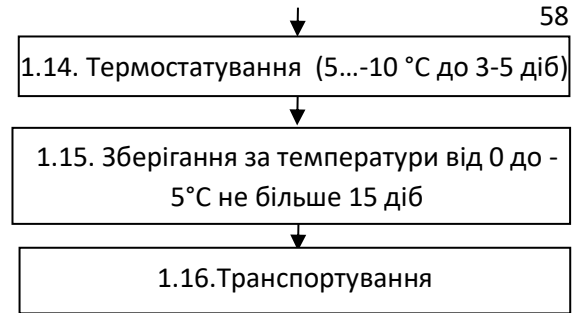 58
1.14. Термостатування (5...-10 °С до 3-5 діб)
1.15. Зберігання за температури від 0 до -
5°С не більше 15 діб
1.16.Транспортування